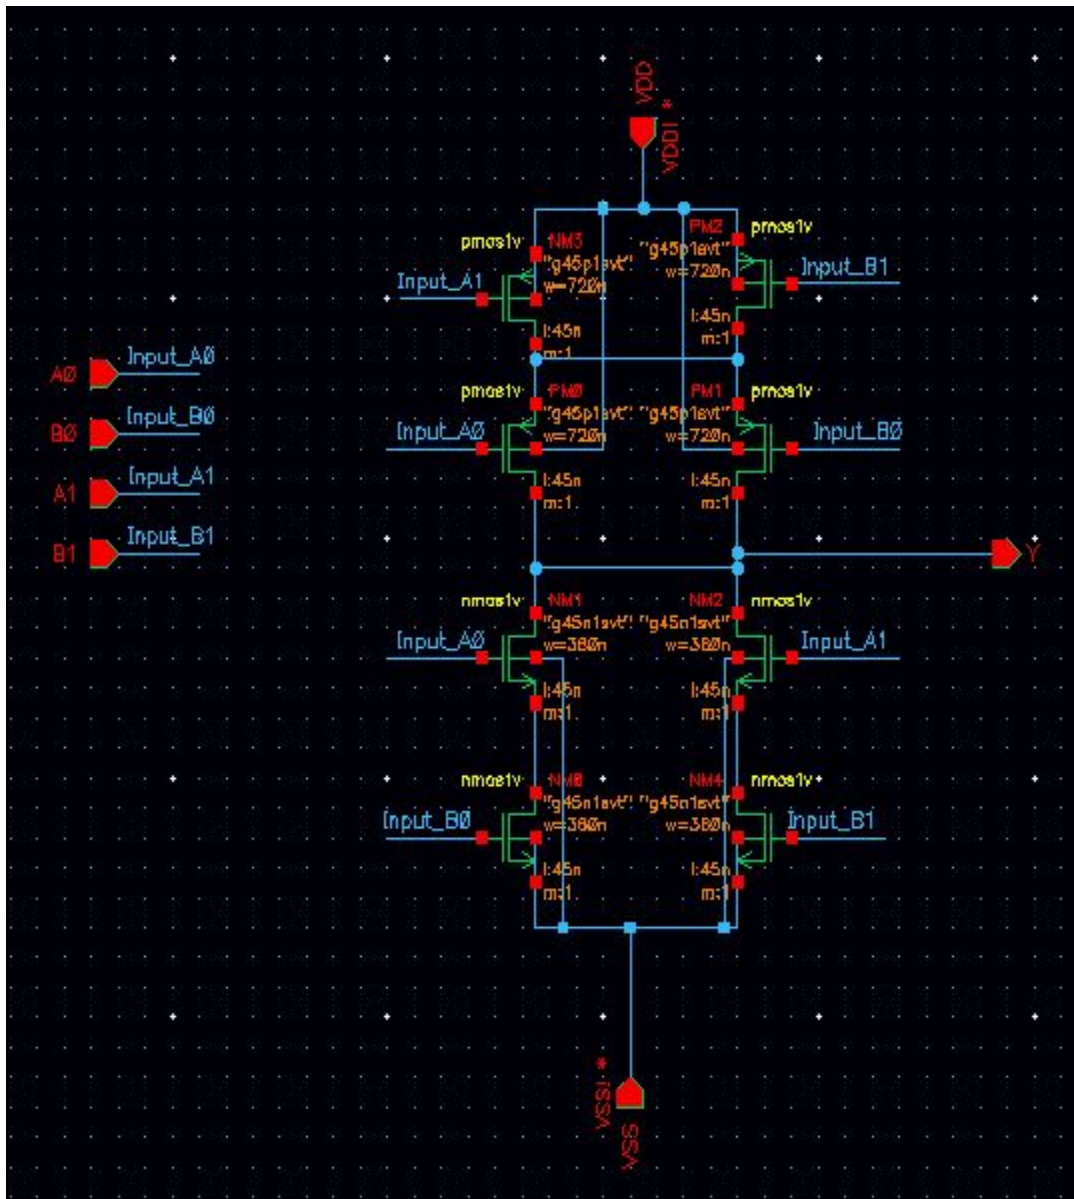 VDD
VDD! *
pmos1v
NM3
"g45p1svt"
w=720n
l:45n
m:1
Input_A1
PM2
pmos1v
"g45p1svt"
w=720n
l:45n
m:1
Input_B1
A0
Input_A0
B0
Input_B0
A1
Input_A1
B1
Input_B1
pmos1v
PM0
"g45p1svt"
w=720n
l:45n
m:1
Input_A0
PM1
pmos1v
"g45p1svt"
w=720n
l:45n
m:1
Input_B0
Y
nmos1v
NM1
"g45n1svt"
w=360n
l:45n
m:1
Input_A0
NM2
nmos1v
"g45n1svt"
w=360n
l:45n
m:1
Input_A1
nmos1v
NM0
"g45n1svt"
w=360n
l:45n
m:1
Input_B0
NM4
nmos1v
"g45n1svt"
w=360n
l:45n
m:1
Input_B1
VSS! *
VSS